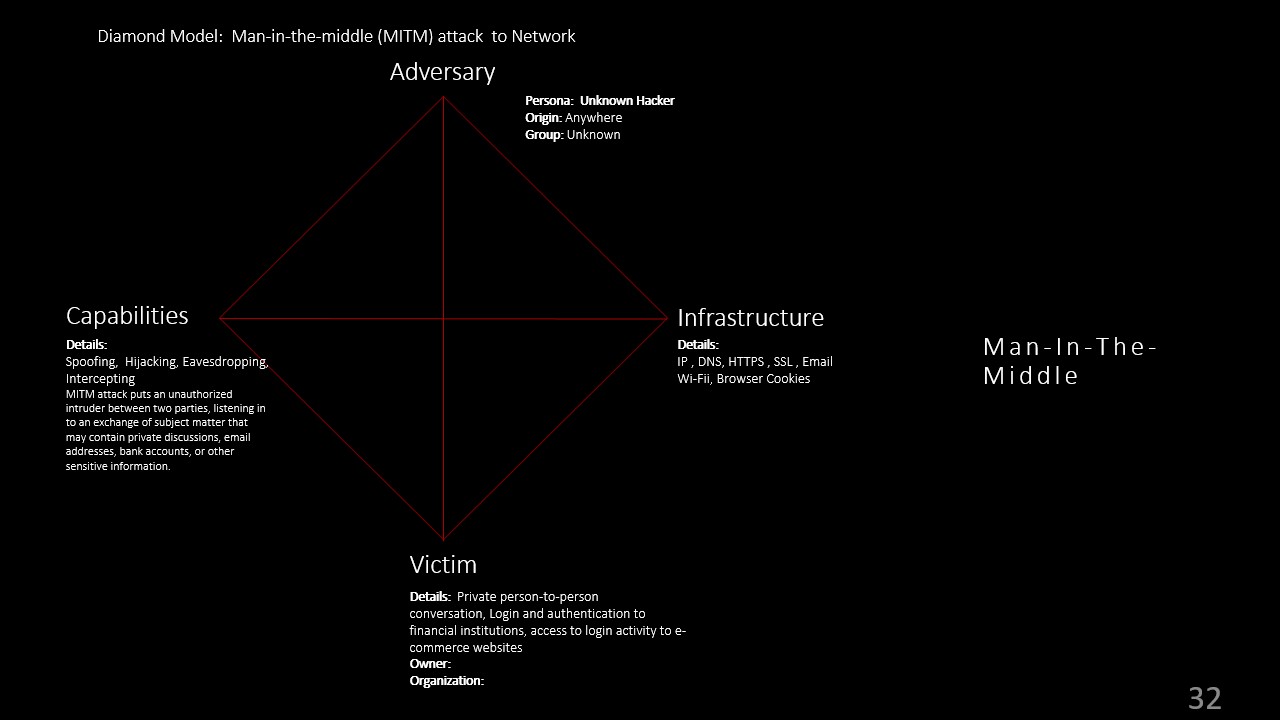 Diamond Model:  Man-in-the-middle (MITM) attack  to Network
Adversary
Persona:  Unknown Hacker
Origin: Anywhere
Group: Unknown
Capabilities
Details:
Spoofing,  Hijacking, Eavesdropping,
Intercepting
MITM attack puts an unauthorized
intruder between two parties, listening in
to an exchange of subject matter that
may contain private discussions, email
addresses, bank accounts, or other
sensitive information.
Infrastructure
Details:
IP , DNS, HTTPS , SSL , Email
Wi-Fii, Browser Cookies
Man-In-The-
Middle
Victim
Details:  Private person-to-person
conversation, Login and authentication to
financial institutions, access to login activity to e-
commerce websites
Owner:
Organization:
32